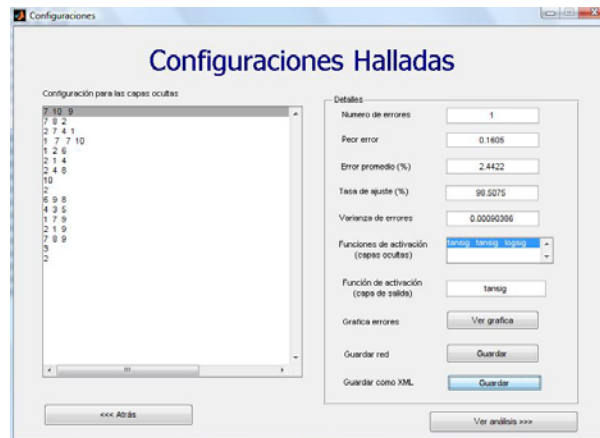 Configuraciones
Configuraciones Halladas
Configuración para las capas ocultas
7 10 9
7 8 2
2 7 4 1
1 7 7 10
1 2 6
2 1 4
2 4 8
10
2
6 9 8
4 3 5
1 7 9
2 1 9
7 8 9
3
2
<<< Atrás
Detalles
Numero de errores 1
Peor error 0.1605
Error promedio (%) 2.4422
Tasa de ajuste (%) 98.5075
Varianza de errores 0.00090386
Funciones de activación (capas ocultas) tansig tansig logsig
Función de activación (capa de salida) tansig
Grafica errores Ver grafica
Guardar red Guardar
Guardar como XML Guardar
Ver análisis >>>